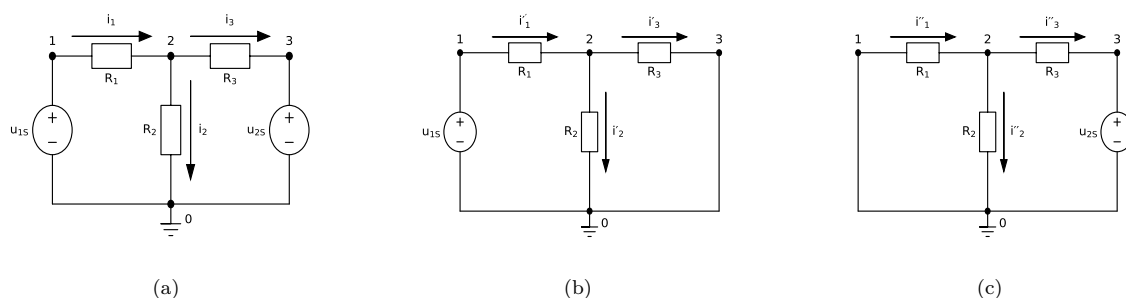 i₁ i₃
1 2 3
R₁ R₃
u₁S R₂ i₂ u₂S
0
(a)
i′₁ i′₃
1 2 3
R₁ R₃
u₁S R₂ i′₂
0
(b)
i″₁ i″₃
1 2 3
R₁ R₃
R₂ i″₂ u₂S
0
(c)